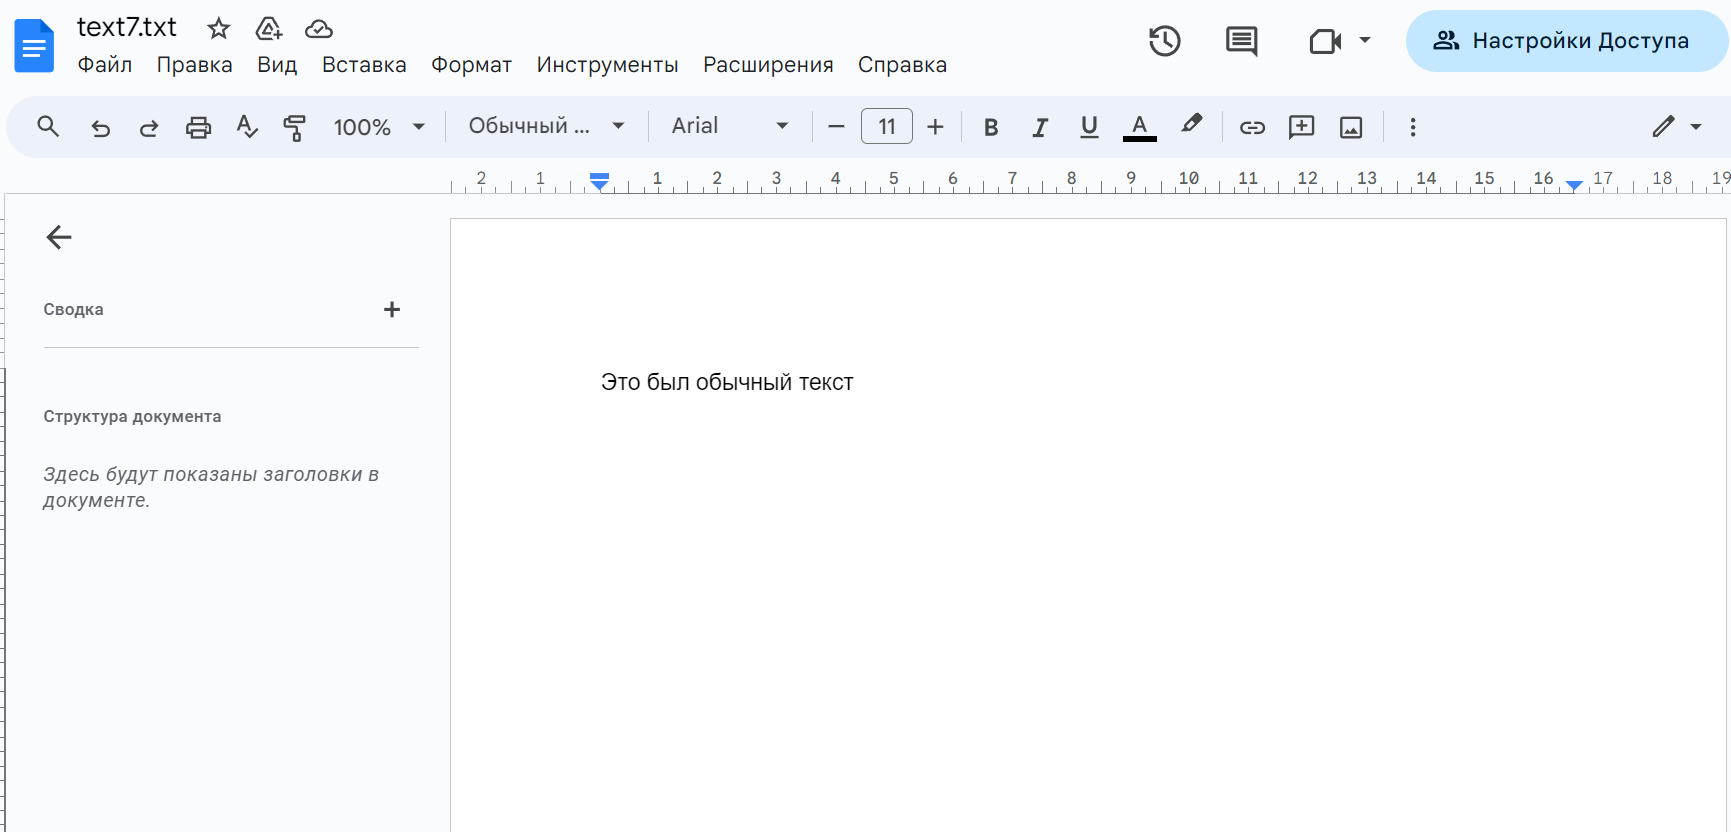 text7.txt
Файл Правка Вид Вставка Формат Инструменты Расширения Справка
Настройки Доступа
100% Обычный ... Arial 11 B I U A
2 1 1 2 3 4 5 6 7 8 9 10 11 12 13 14 15 16 17 18 19
Сводка
Это был обычный текст
Структура документа
Здесь будут показаны заголовки в
документе.